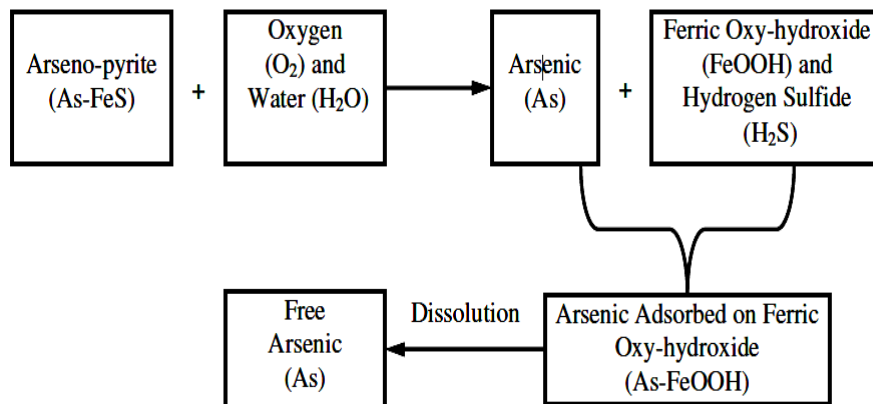 Arseno-pyrite
(As-FeS)
+
Oxygen
(O₂) and
Water (H₂O)
Arsenic
(As)
+
Ferric Oxy-hydroxide
(FeOOH) and
Hydrogen Sulfide
(H₂S)
Free
Arsenic
(As)
Dissolution
Arsenic Adsorbed on Ferric
Oxy-hydroxide
(As-FeOOH)